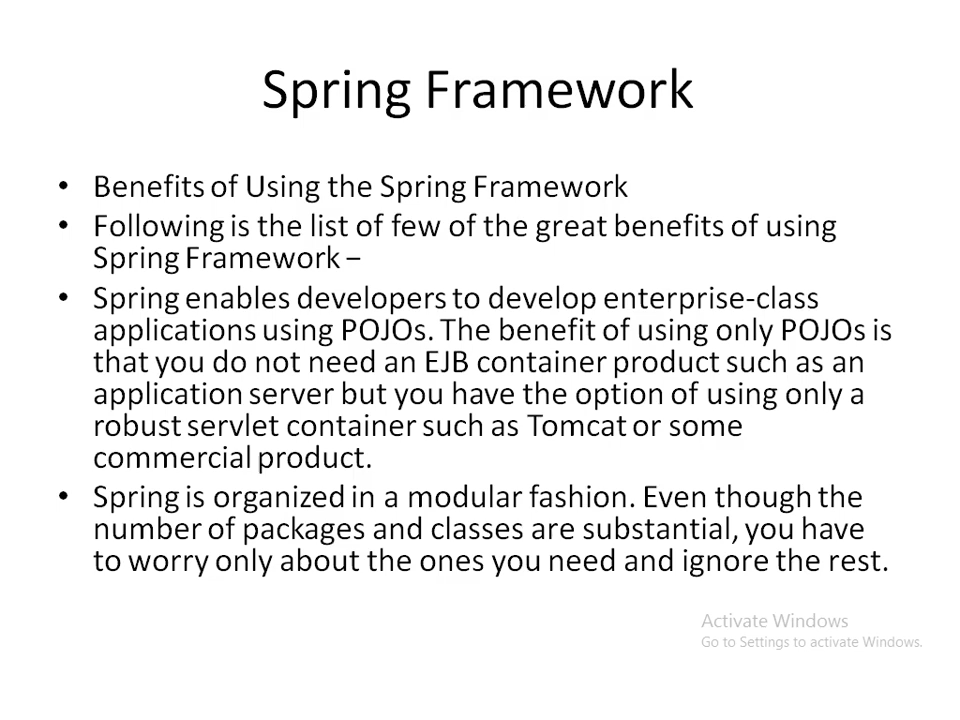 Spring Framework
• Benefits of Using the Spring Framework
• Following is the list of few of the great benefits of using
Spring Framework −
• Spring enables developers to develop enterprise-class
applications using POJOs. The benefit of using only POJOs is
that you do not need an EJB container product such as an
application server but you have the option of using only a
robust servlet container such as Tomcat or some
commercial product.
• Spring is organized in a modular fashion. Even though the
number of packages and classes are substantial, you have
to worry only about the ones you need and ignore the rest.
Activate Windows
Go to Settings to activate Windows.